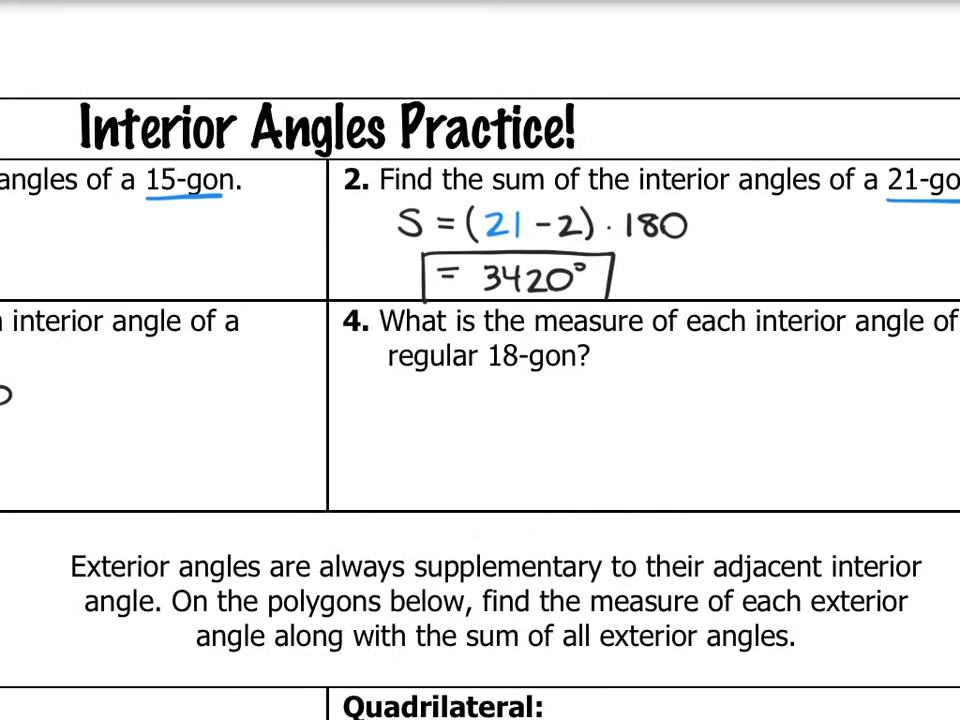 Interior Angles Practice!
angles of a 15-gon.
2. Find the sum of the interior angles of a 21-go
S = (21 - 2) · 180
= 3420°
interior angle of a
4. What is the measure of each interior angle of
regular 18-gon?
Exterior angles are always supplementary to their adjacent interior
angle. On the polygons below, find the measure of each exterior
angle along with the sum of all exterior angles.
Quadrilateral: